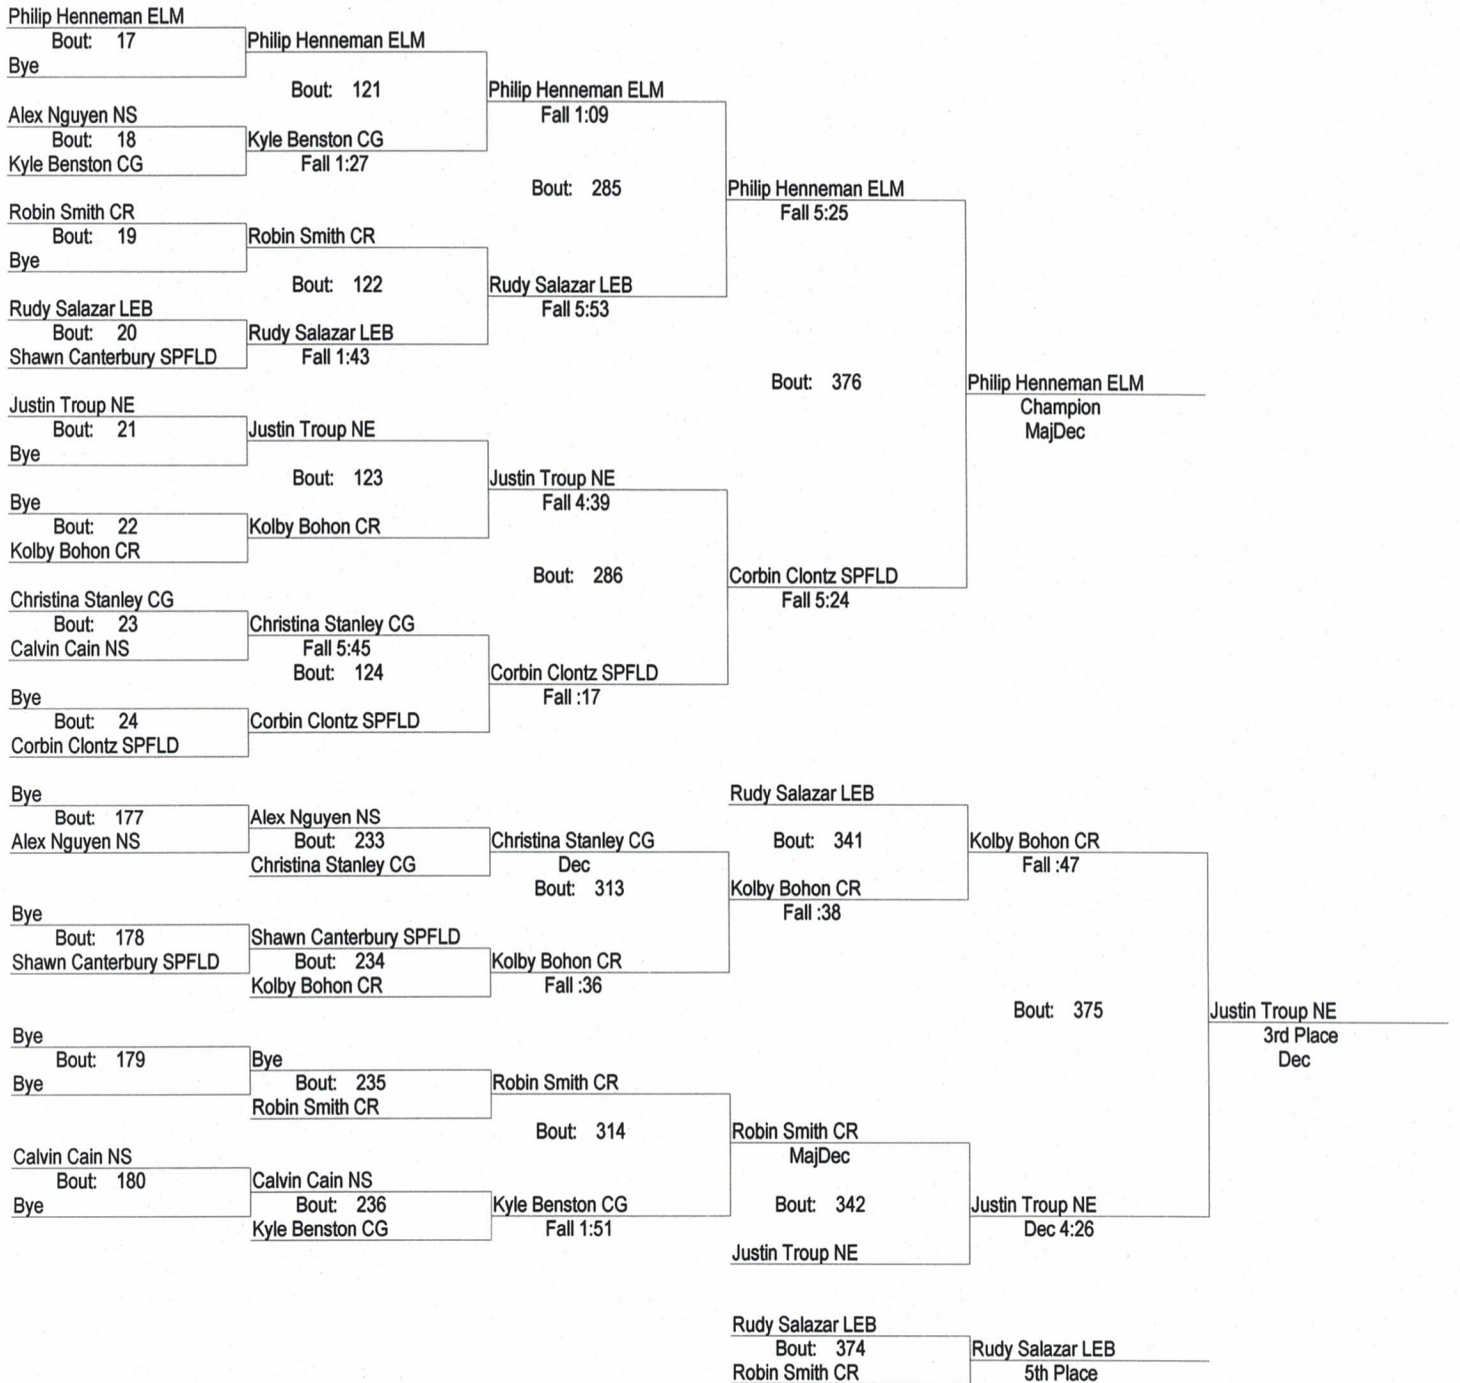 Philip Henneman ELM
Bout: 17
Bye
Philip Henneman ELM
Bout: 121
Alex Nguyen NS
Bout: 18
Kyle Benston CG
Kyle Benston CG
Fall 1:27
Philip Henneman ELM
Fall 1:09
Bout: 285
Robin Smith CR
Bout: 19
Bye
Robin Smith CR
Bout: 122
Rudy Salazar LEB
Bout: 20
Shawn Canterbury SPFLD
Rudy Salazar LEB
Fall 1:43
Rudy Salazar LEB
Fall 5:53
Philip Henneman ELM
Fall 5:25
Bout: 376
Philip Henneman ELM
Champion
MajDec
Justin Troup NE
Bout: 21
Bye
Justin Troup NE
Bout: 123
Bye
Bout: 22
Kolby Bohon CR
Kolby Bohon CR
Justin Troup NE
Fall 4:39
Bout: 286
Christina Stanley CG
Bout: 23
Calvin Cain NS
Christina Stanley CG
Fall 5:45
Bout: 124
Bye
Bout: 24
Corbin Clontz SPFLD
Corbin Clontz SPFLD
Corbin Clontz SPFLD
Fall :17
Corbin Clontz SPFLD
Fall 5:24
Bye
Bout: 177
Alex Nguyen NS
Alex Nguyen NS
Bout: 233
Christina Stanley CG
Christina Stanley CG
Dec
Bout: 313
Bye
Bout: 178
Shawn Canterbury SPFLD
Shawn Canterbury SPFLD
Bout: 234
Kolby Bohon CR
Kolby Bohon CR
Fall :36
Rudy Salazar LEB
Bout: 341
Kolby Bohon CR
Fall :38
Kolby Bohon CR
Fall :47
Bout: 375
Justin Troup NE
3rd Place
Dec
Bye
Bout: 179
Bye
Bye
Bout: 235
Robin Smith CR
Robin Smith CR
Bout: 314
Calvin Cain NS
Bout: 180
Bye
Calvin Cain NS
Bout: 236
Kyle Benston CG
Kyle Benston CG
Fall 1:51
Robin Smith CR
MajDec
Bout: 342
Justin Troup NE
Justin Troup NE
Dec 4:26
Rudy Salazar LEB
Bout: 374
Robin Smith CR
Rudy Salazar LEB
5th Place